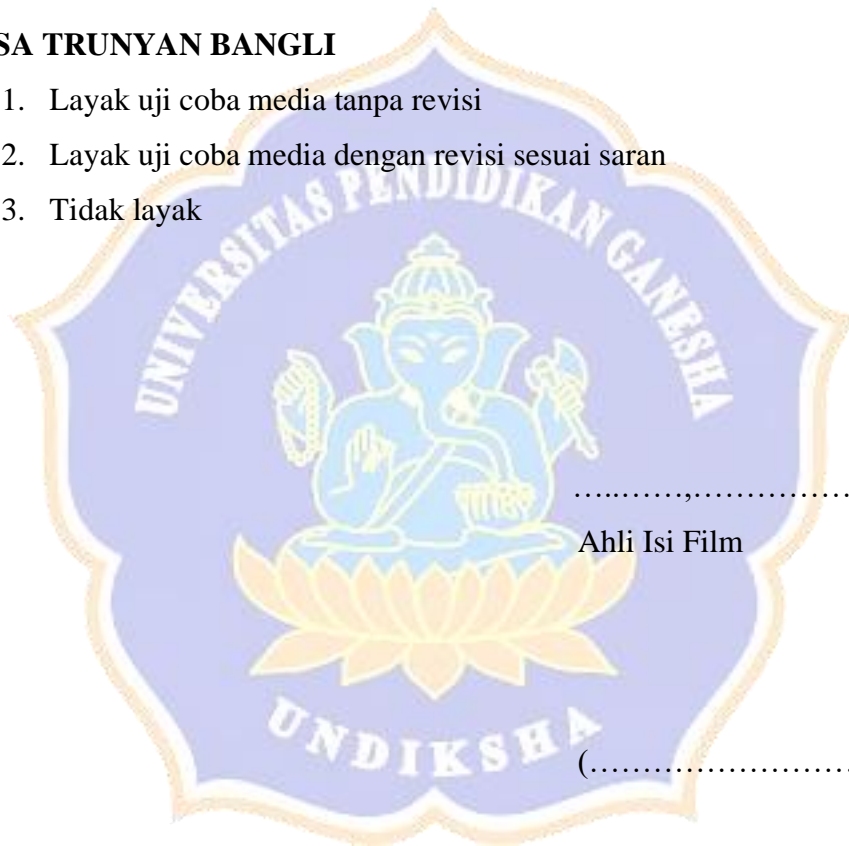 SA TRUNYAN BANGLI
1. Layak uji coba media tanpa revisi
2. Layak uji coba media dengan revisi sesuai saran
3. Tidak layak
UNIVERSITAS PENDIDIKAN GANESHA
…..……,……………
Ahli Isi Film
UNDIKSHA
(………………………